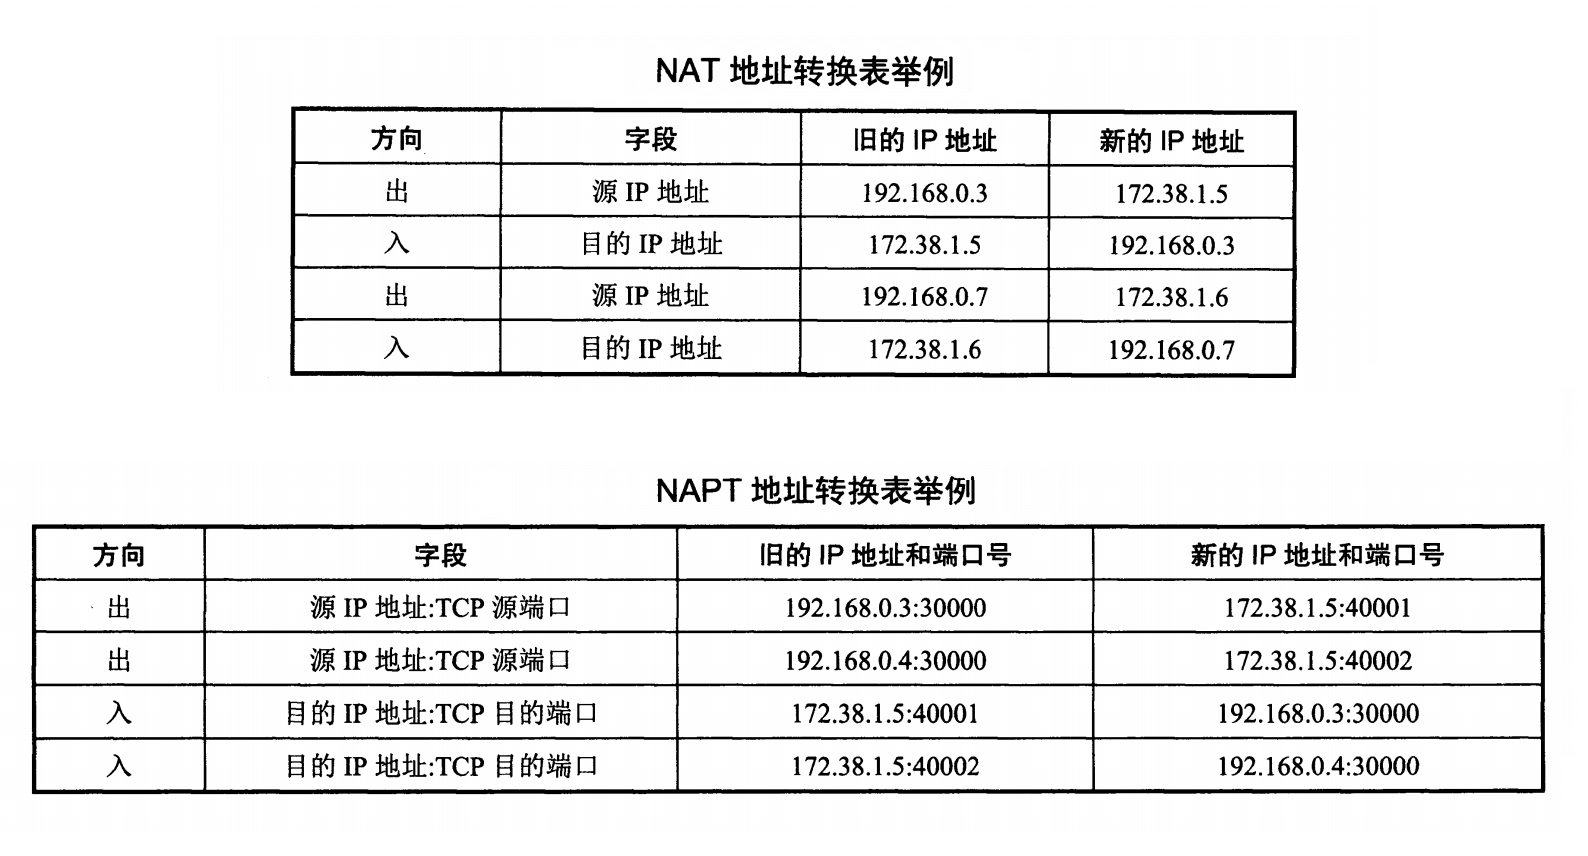 NAT 地址转换表举例
方向 字段 旧的 IP 地址 新的 IP 地址
出 源 IP 地址 192.168.0.3 172.38.1.5
入 目的 IP 地址 172.38.1.5 192.168.0.3
出 源 IP 地址 192.168.0.7 172.38.1.6
入 目的 IP 地址 172.38.1.6 192.168.0.7
NAPT 地址转换表举例
方向 字段 旧的 IP 地址和端口号 新的 IP 地址和端口号
出 源 IP 地址:TCP 源端口 192.168.0.3:30000 172.38.1.5:40001
出 源 IP 地址:TCP 源端口 192.168.0.4:30000 172.38.1.5:40002
入 目的 IP 地址:TCP 目的端口 172.38.1.5:40001 192.168.0.3:30000
入 目的 IP 地址:TCP 目的端口 172.38.1.5:40002 192.168.0.4:30000